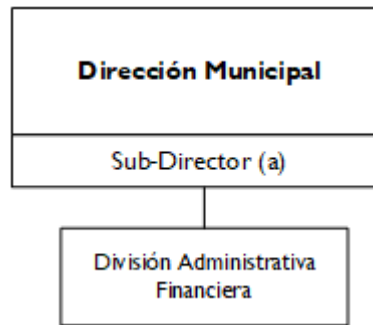 Dirección Municipal
Sub-Director (a)
División Administrativa
Financiera